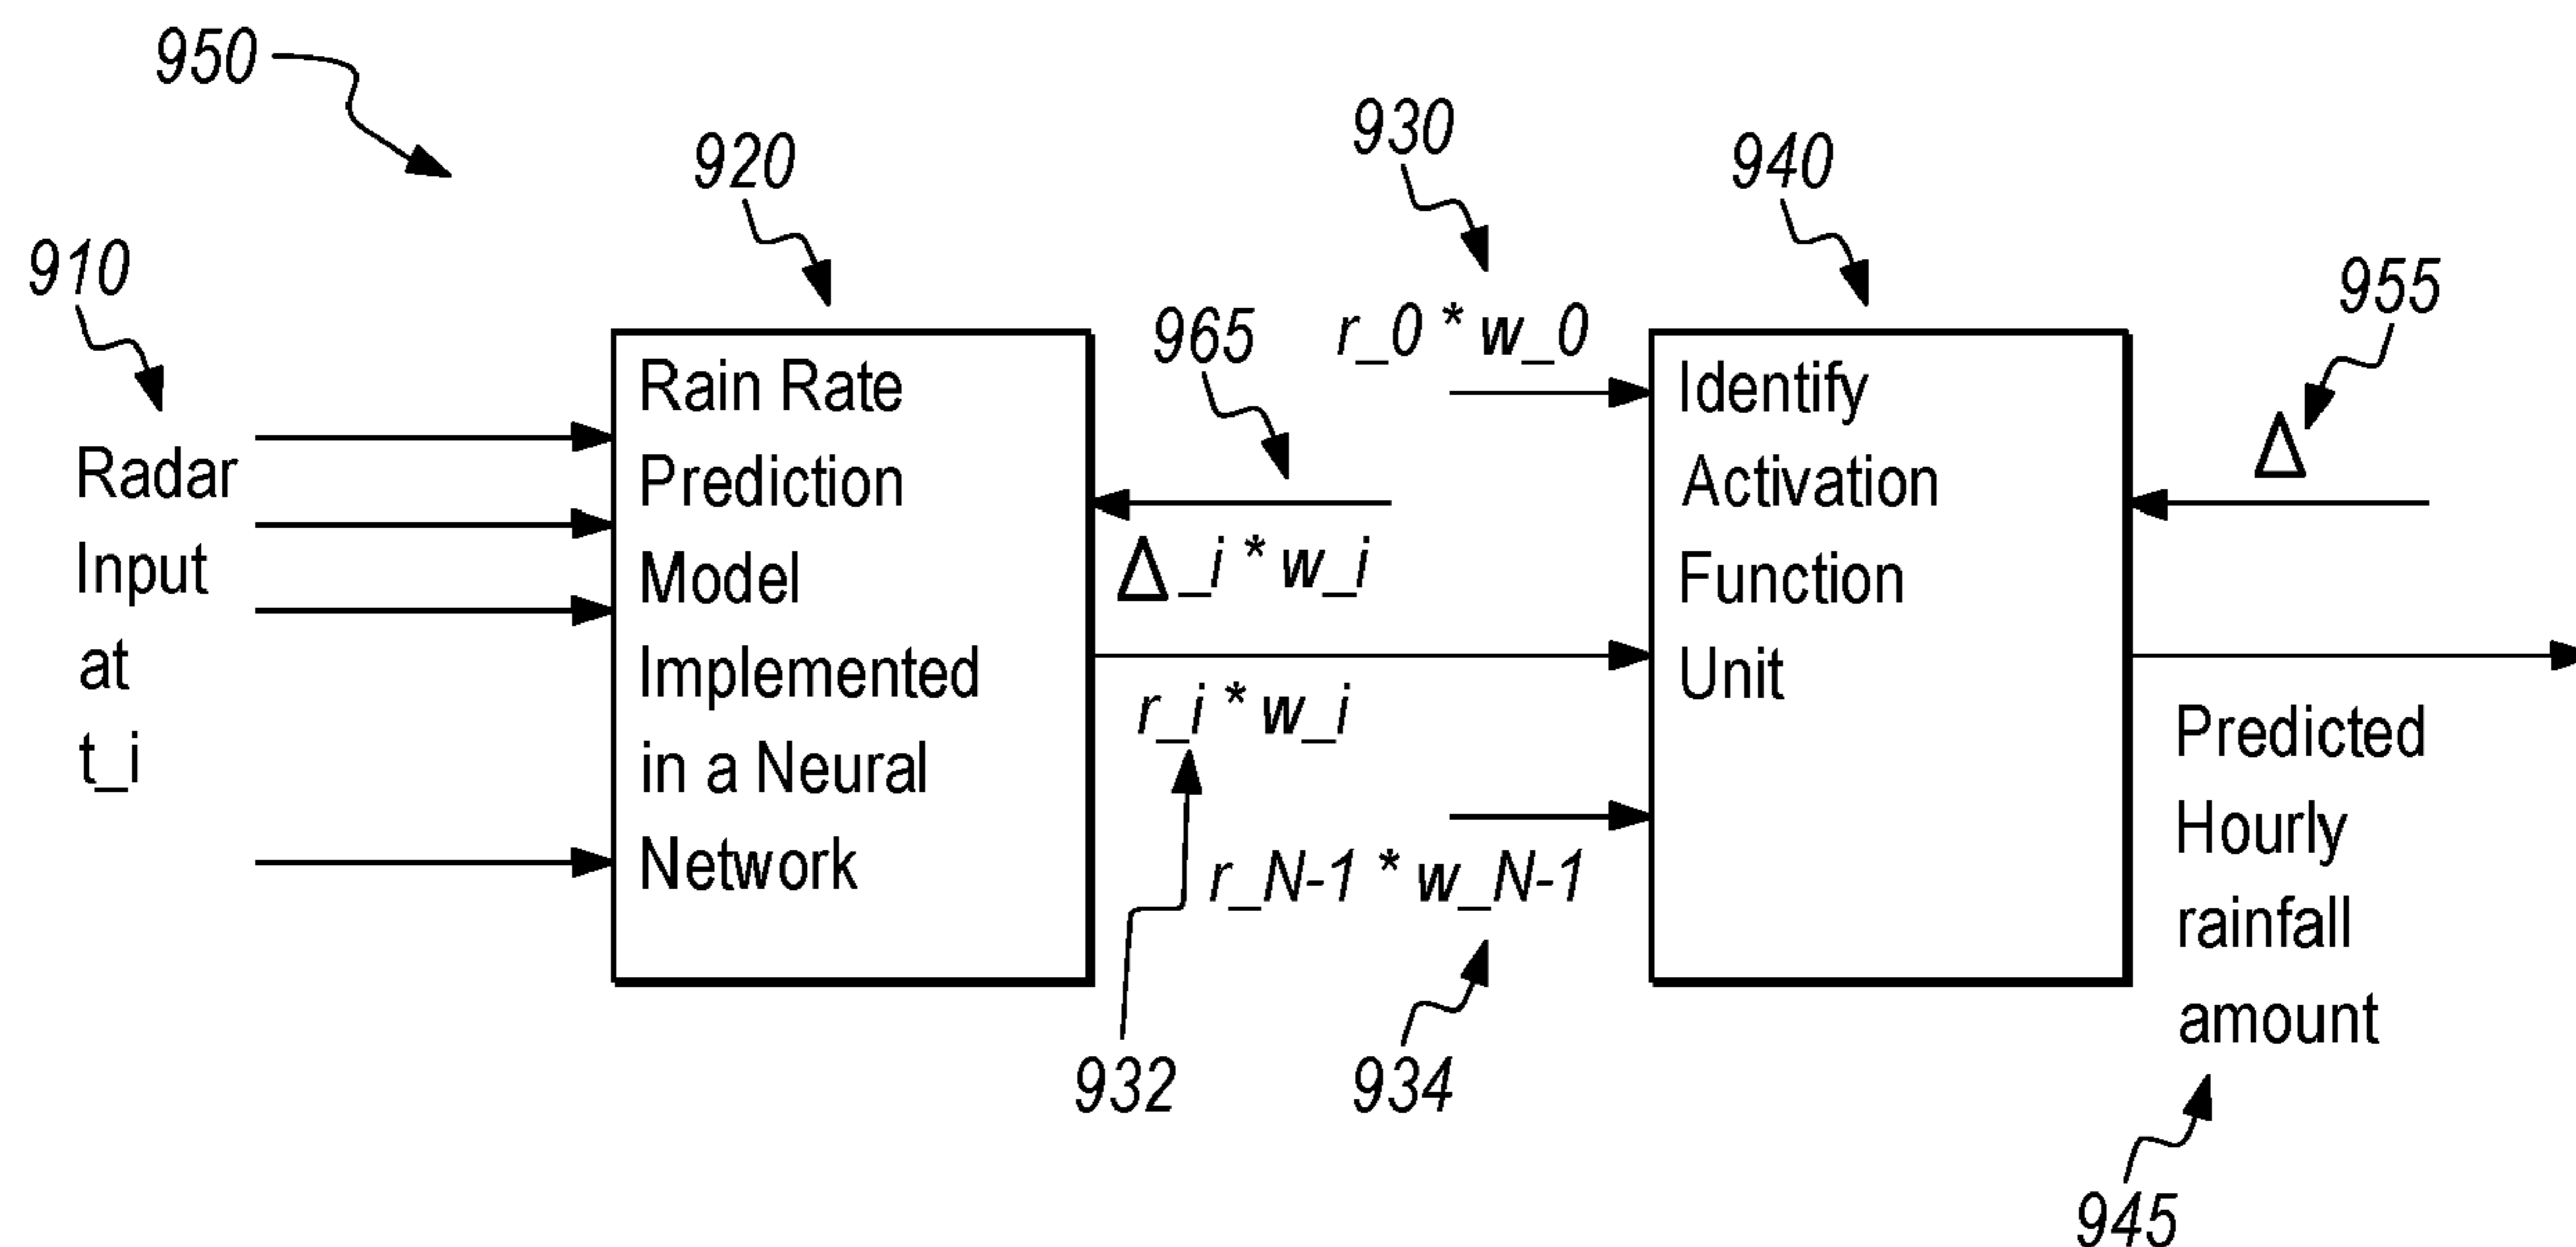 950
920
930
940
910
965
955
r_0 * w_0
Radar
Input
at
t_i
Rain Rate
Prediction
Model
Implemented
in a Neural
Network
Δ_i * w_i
r_i * w_i
r_N-1 * w_N-1
Identify
Activation
Function
Unit
Δ
Predicted
Hourly
rainfall
amount
932
934
945